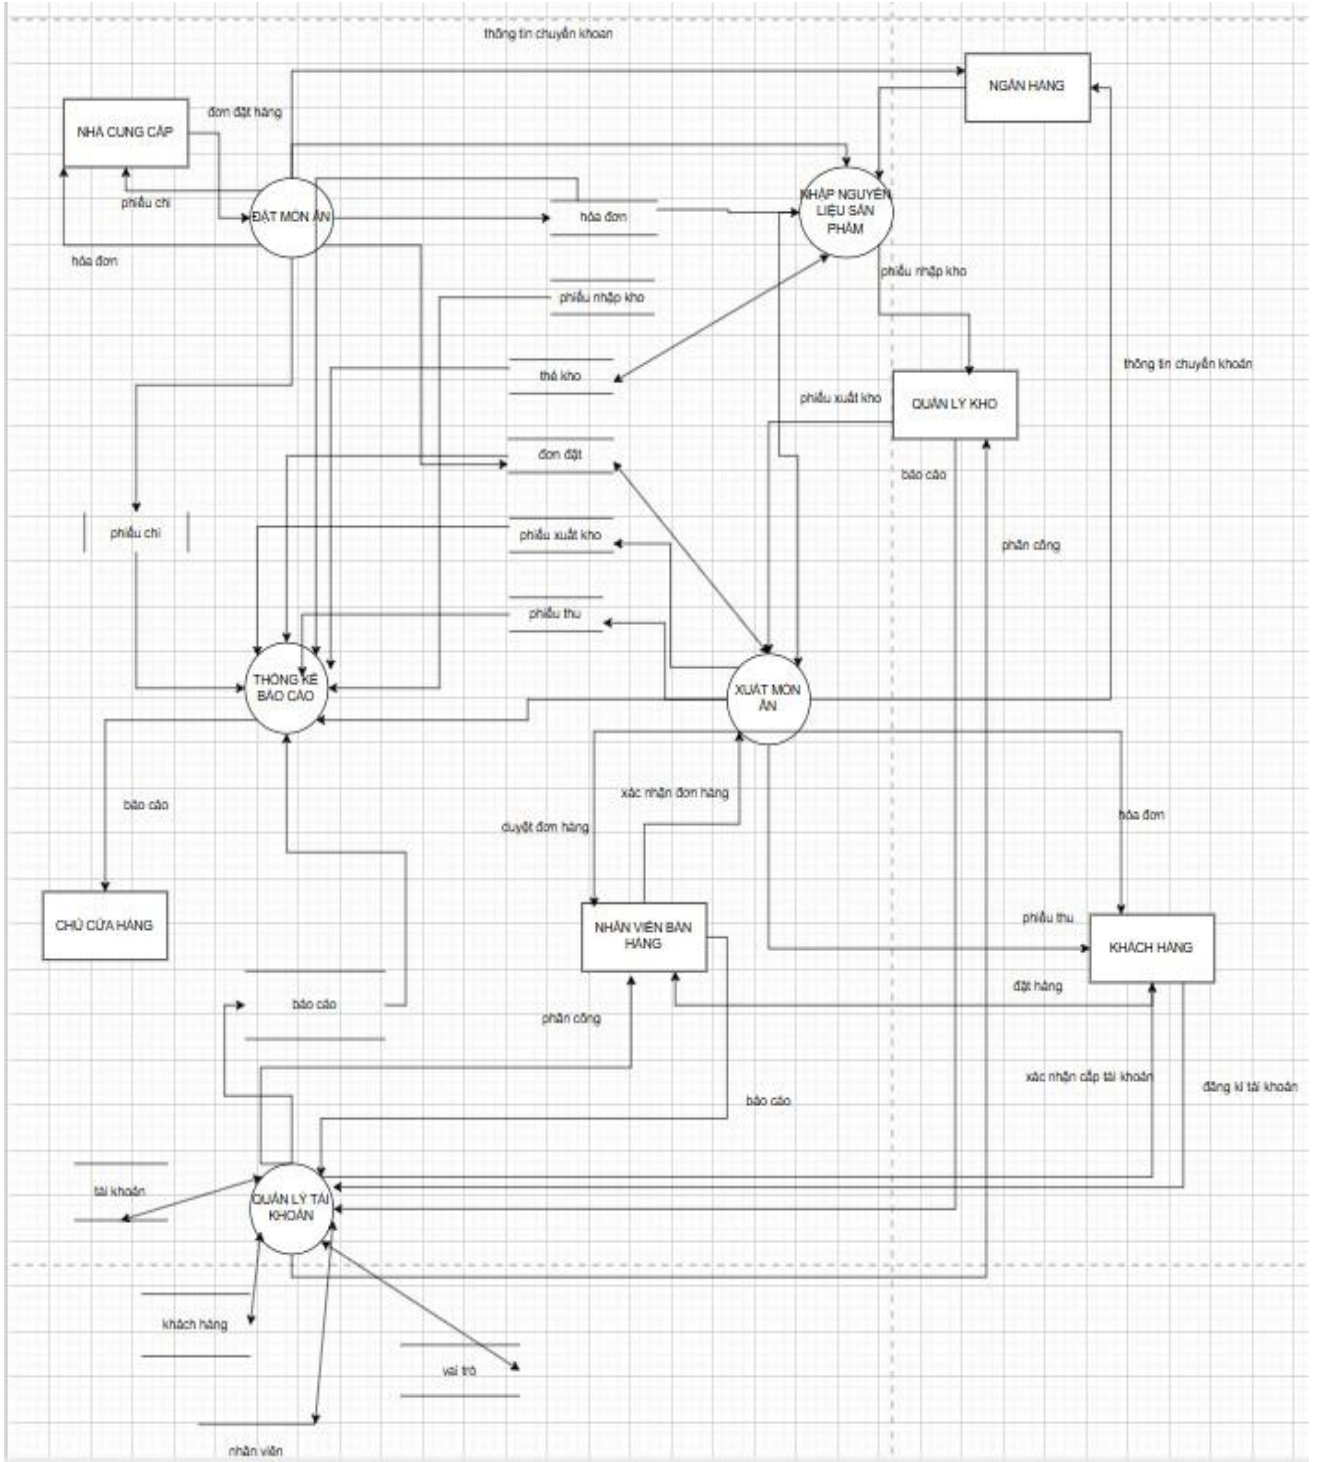 thông tin chuyển khoản
NGÂN HÀNG
NHÀ CUNG CẤP
đơn đặt hàng
phiếu chi
ĐẶT MÓN ĂN
hóa đơn
NHẬP NGUYÊN
LIỆU SẢN
PHẨM
hóa đơn
phiếu nhập kho
phiếu nhập kho
thẻ kho
thông tin chuyển khoản
phiếu xuất kho
QUẢN LÝ KHO
đơn đặt
báo cáo
phiếu chi
phiếu xuất kho
phân công
phiếu thu
THỐNG KÊ
BÁO CÁO
XUẤT MÓN
ĂN
báo cáo
xác nhận đơn hàng
duyệt đơn hàng
hóa đơn
CHỦ CỬA HÀNG
NHÂN VIÊN BÁN
HÀNG
phiếu thu
KHÁCH HÀNG
báo cáo
phân công
đặt hàng
xác nhận cấp tài khoản
đăng kí tài khoản
báo cáo
tài khoản
QUẢN LÝ TÀI
KHOẢN
khách hàng
vai trò
nhân viên